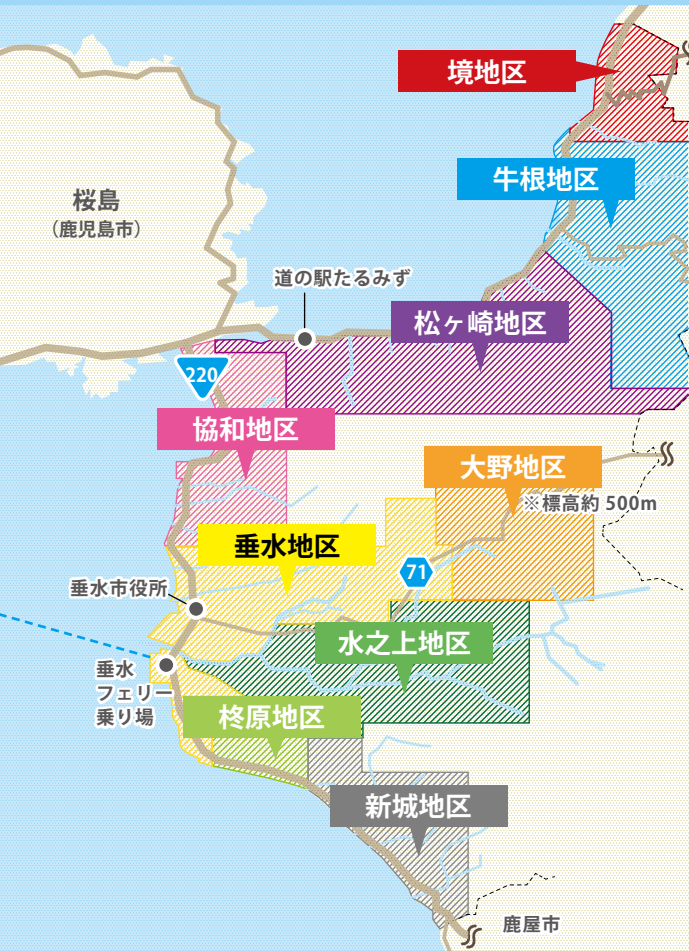 境地区
牛根地区
桜島
（鹿児島市）
道の駅たるみず
松ヶ崎地区
220
協和地区
大野地区
※標高約 500m
垂水地区
71
垂水市役所
水之上地区
垂水
フェリー
乗り場
柊原地区
新城地区
鹿屋市